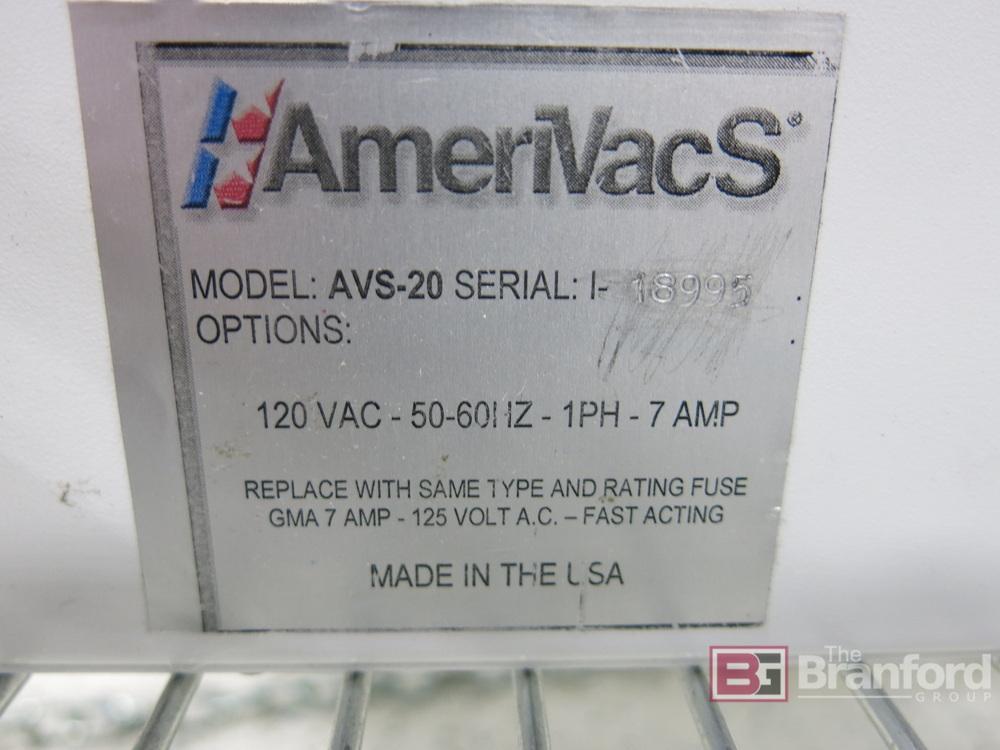 AmeriVacS®
MODEL: AVS-20 SERIAL: I- 18995
OPTIONS:
120 VAC - 50-60HZ - 1PH - 7 AMP
REPLACE WITH SAME TYPE AND RATING FUSE
GMA 7 AMP - 125 VOLT A.C. – FAST ACTING
MADE IN THE USA
BG The
Branford
GROUP